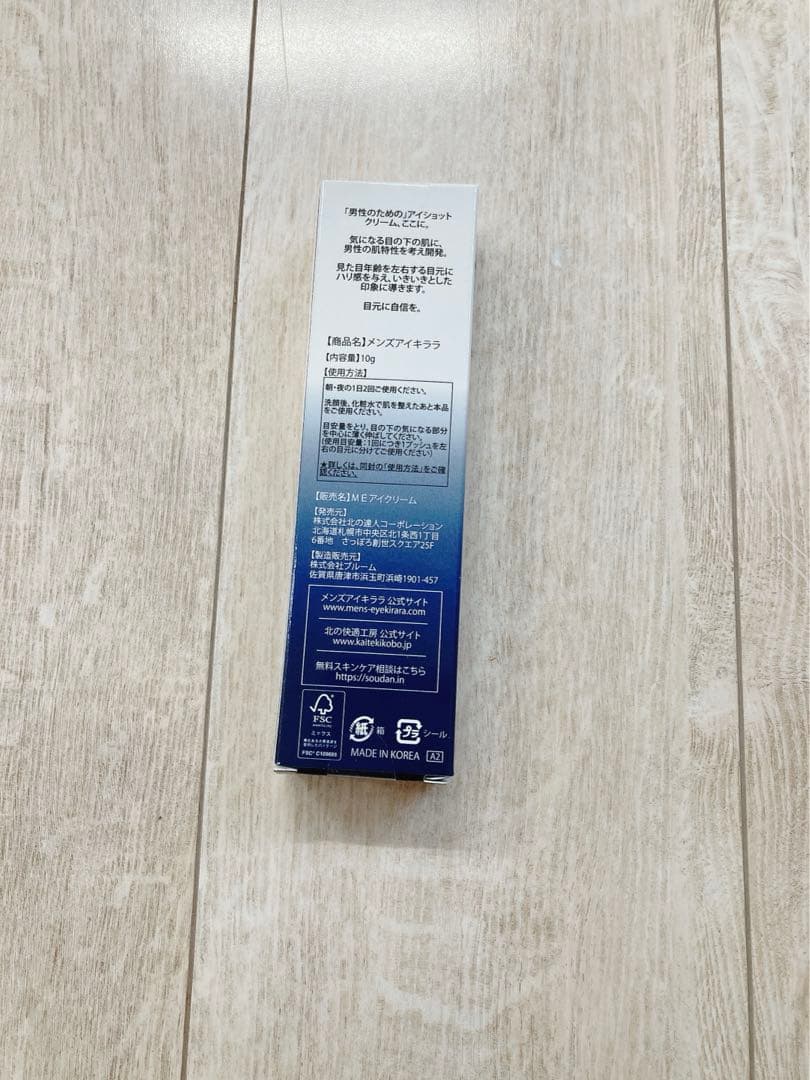 「男性のための」アイショット
クリーム、ここに。
気になる目の下の肌に、
男性の肌特性を考え開発。
見た目年齢を左右する目元に
ハリ感を与え、いきいきとした
印象に導きます。
目元に自信を。
【商品名】メンズアイキララ
【内容量】10g
【使用方法】
朝・夜の1日2回ご使用ください。
洗顔後、化粧水で肌を整えたあと本品
をご使用ください。
目安量をとり、目の下の気になる部分
を中心に薄く伸ばしてください。
(使用目安量:1回につき1プッシュを左
右の目元に分けてご使用ください)
★詳しくは、同封の「使用方法」をご確
認ください。
【販売名】MEアイクリーム
【発売元】
株式会社北の達人コーポレーション
北海道札幌市中央区北1条西1丁目
6番地 さっぽろ創世スクエア25F
【製造販売元】
株式会社ブルーム
佐賀県唐津市浜玉町浜崎1901-457
メンズアイキララ 公式サイト
www.mens-eyekirara.com
北の快適工房 公式サイト
www.kaitekikobo.jp
無料スキンケア相談はこちら
https://soudan.in
FSC
www.fsc.org
ミックス
FSC® C109885
紙 箱
プラ シール
MADE IN KOREA A2